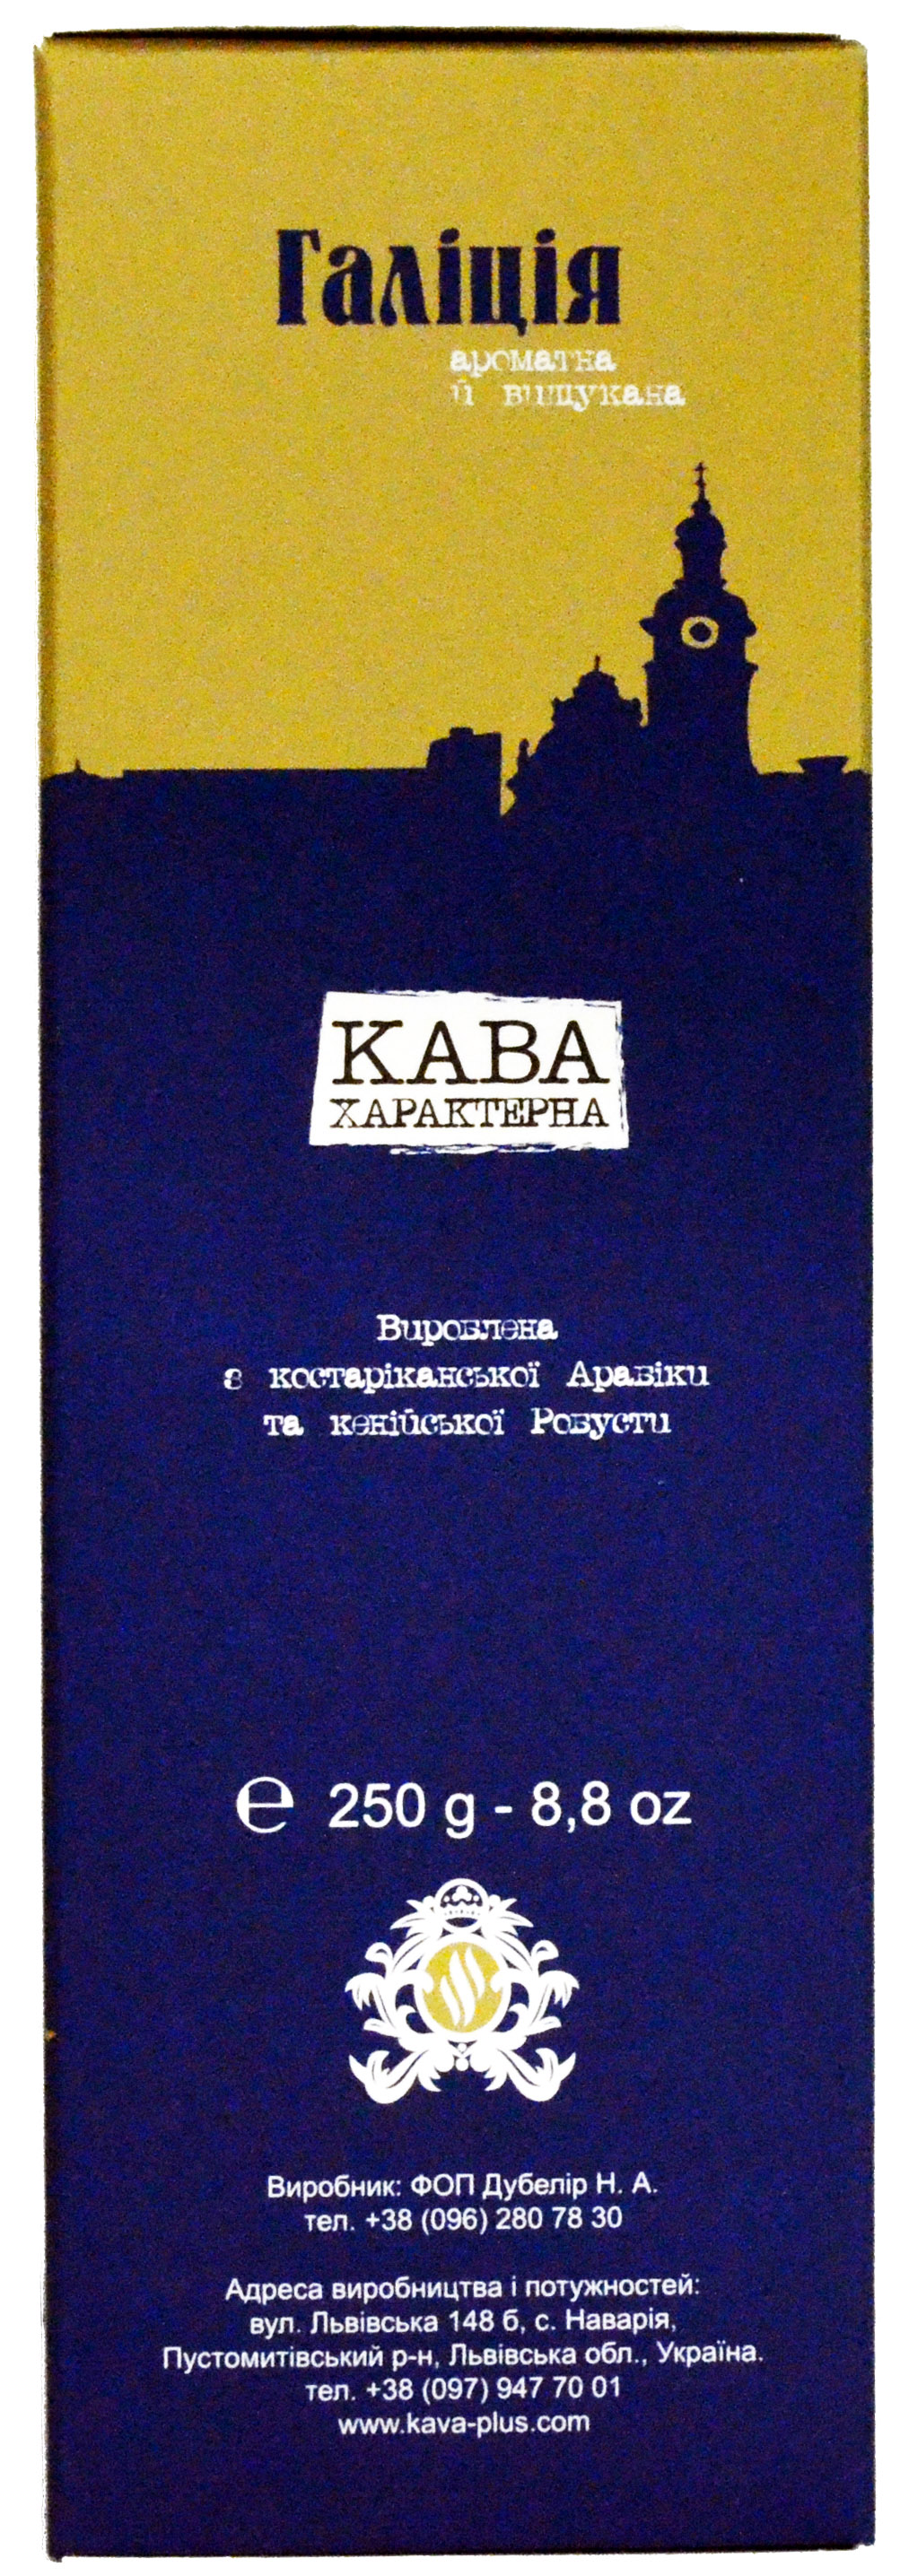 Галіція
ароматна
й вишукана
КАВА
ХАРАКТЕРНА
Вироблена
з костаріканської Арабіки
та кенійської Робусти
℮ 250 g - 8,8 oz
Виробник: ФОП Дубелір Н. А.
тел. +38 (096) 280 78 30
Адреса виробництва і потужностей:
вул. Львівська 148 б, с. Наварія,
Пустомитівський р-н, Львівська обл., Україна.
тел. +38 (097) 947 70 01
www.kava-plus.com